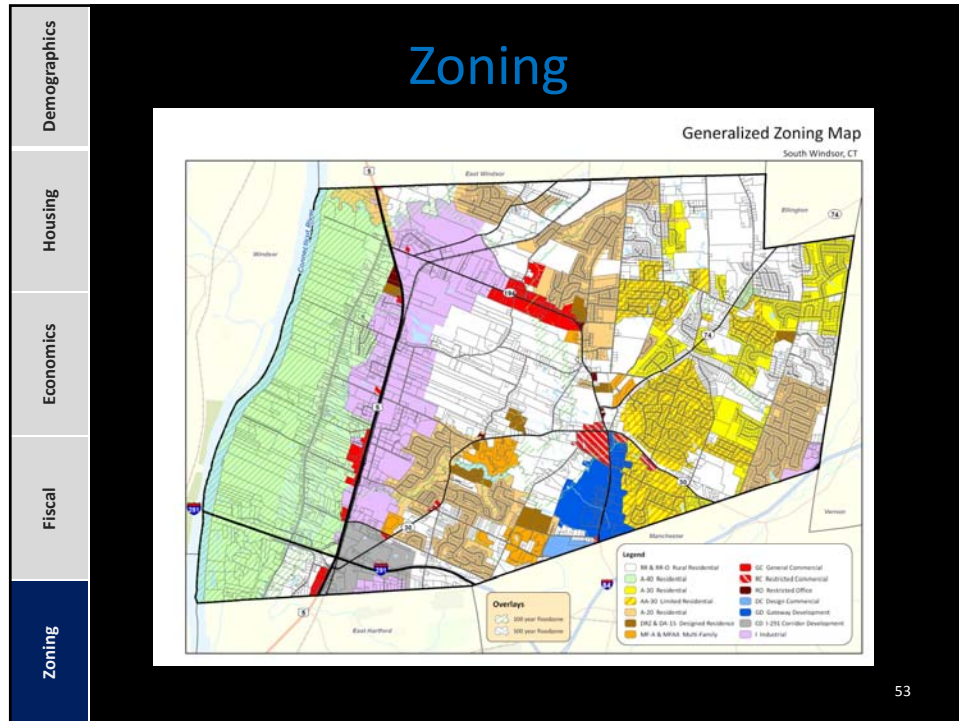 Demographics
Housing
Economics
Fiscal
Zoning
Zoning
Generalized Zoning Map
South Windsor, CT
5
East Windsor
Ellington
74
Windsor
Connecticut River
194
74
5
30
291
30
Vernon
Manchester
291
84
5
East Hartford
Overlays
100 year floodzone
500 year floodzone
Legend
RR & RR-O Rural Residential
A-40 Residential
A-30 Residential
AA-30 Limited Residential
A-20 Residential
DRZ & DA-15 Designed Residence
MF-A & MFAA Multi-Family
GC General Commercial
RC Restricted Commercial
RO Restricted Office
DC Design Commercial
GD Gateway Development
CD I-291 Corridor Development
I Industrial
53